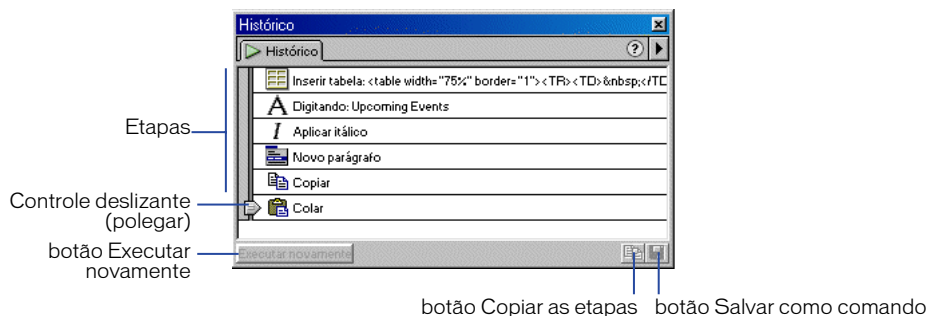 Histórico
Histórico
Inserir tabela: <table width="75%" border="1"><TR><TD>&nbsp;</TD
Digitando: Upcoming Events
Etapas
Aplicar itálico
Novo parágrafo
Copiar
Controle deslizante
(polegar)
Colar
botão Executar
novamente
Executar novamente
botão Copiar as etapas
botão Salvar como comando